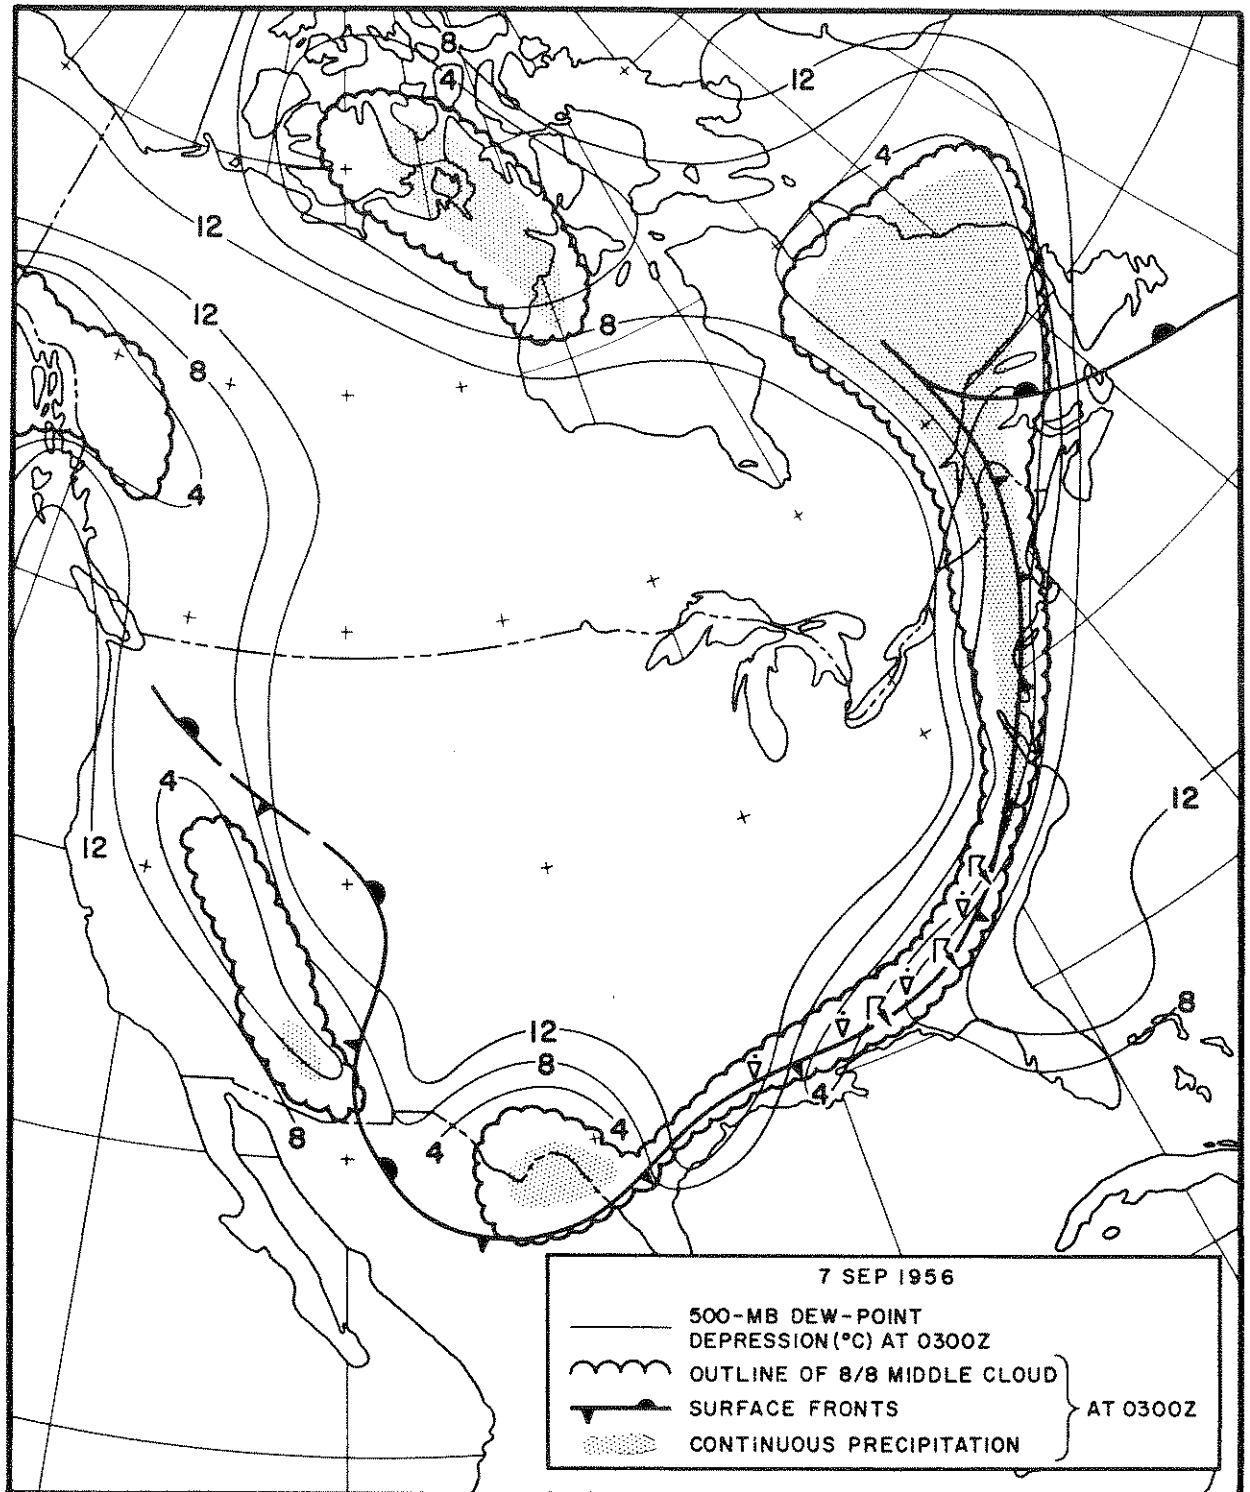 8
4
12
4
12
12
8
8
4
4
12
12
8
12
8
4
4
4
8
7 SEP 1956
500-MB DEW-POINT
DEPRESSION (°C) AT 0300Z
OUTLINE OF 8/8 MIDDLE CLOUD
SURFACE FRONTS
AT 0300Z
CONTINUOUS PRECIPITATION